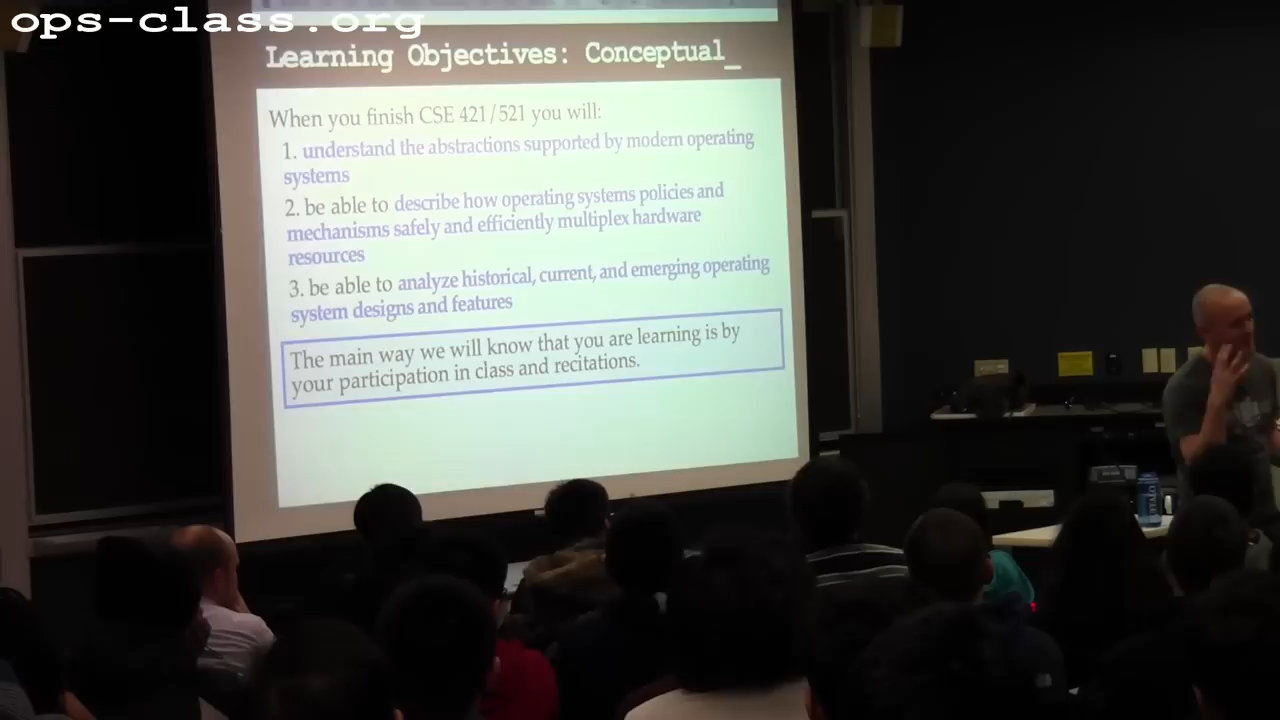 ops-class.org
Learning Objectives: Conceptual_
When you finish CSE 421/521 you will:
1. understand the abstractions supported by modern operating
systems
2. be able to describe how operating systems policies and
mechanisms safely and efficiently multiplex hardware
resources
3. be able to analyze historical, current, and emerging operating
system designs and features
The main way we will know that you are learning is by
your participation in class and recitations.